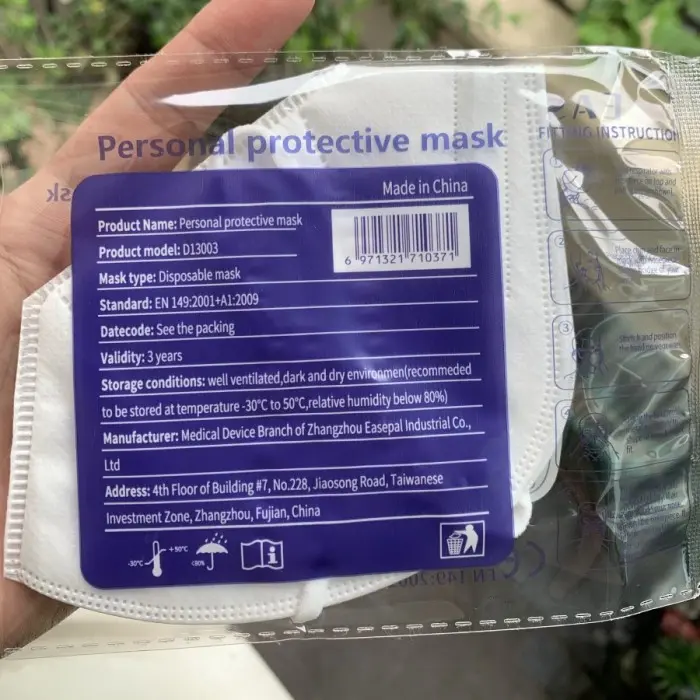 Personal protective mask
Made in China
Product Name: Personal protective mask
Product model: D13003
6 971321 710371
Mask type: Disposable mask
Standard: EN 149:2001+A1:2009
Datecode: See the packing
Validity: 3 years
Storage conditions: well ventilated,dark and dry environmen(recommeded
to be stored at temperature -30°C to 50°C,relative humidity below 80%)
Manufacturer: Medical Device Branch of Zhangzhou Easepal Industrial Co.,
Ltd
Address: 4th Floor of Building #7, No.228, Jiaosong Road, Taiwanese
Investment Zone, Zhangzhou, Fujian, China
-30°C
+50°C
<80%
FITTING INSTRUCTION
2
3